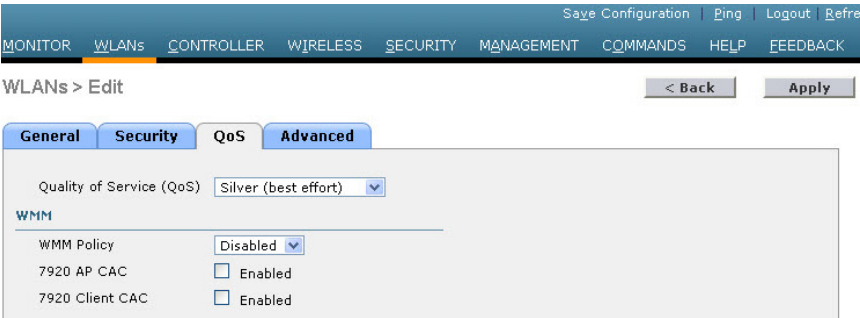 Save Configuration | Ping | Logout | Refre
MONITOR WLANs CONTROLLER WIRELESS SECURITY MANAGEMENT COMMANDS HELP FEEDBACK
WLANs > Edit < Back Apply
General Security QoS Advanced
Quality of Service (QoS) Silver (best effort)
WMM
WMM Policy Disabled
7920 AP CAC Enabled
7920 Client CAC Enabled